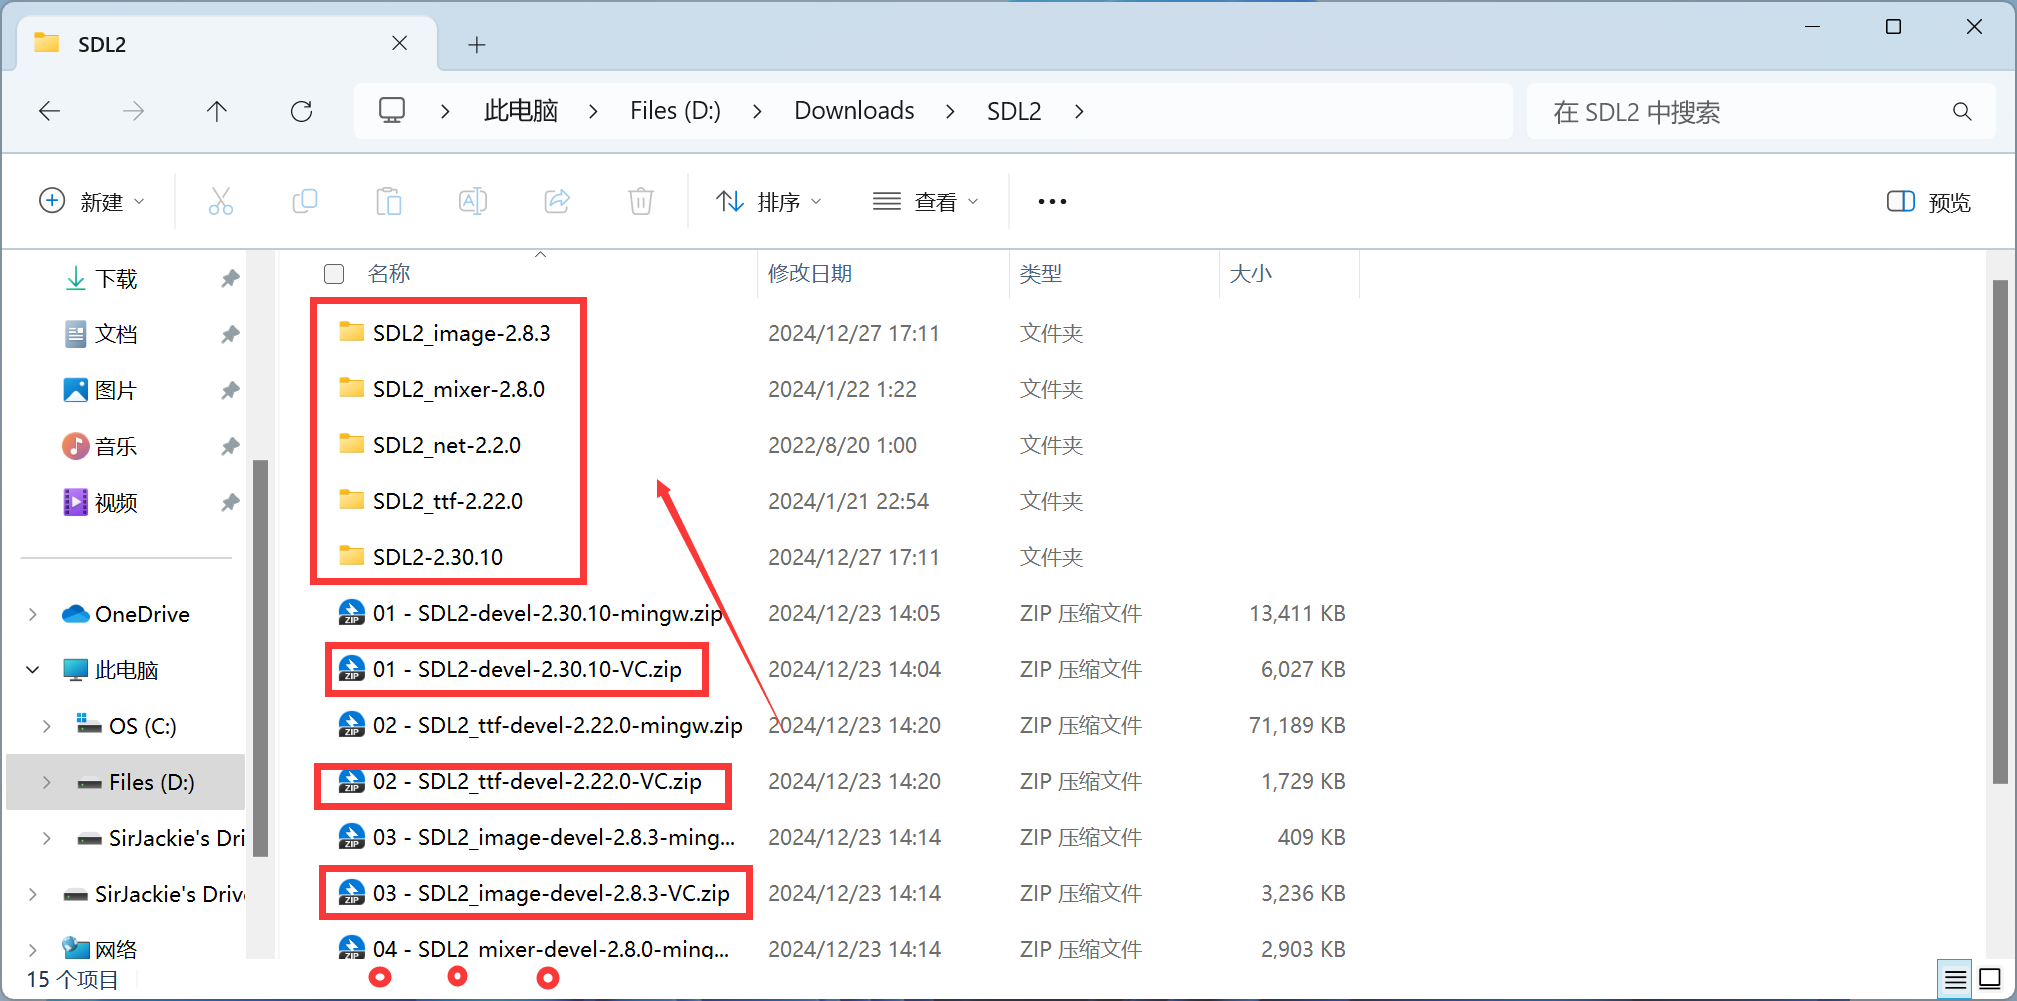 SDL2
此电脑 Files (D:) Downloads SDL2
在 SDL2 中搜索
新建
排序
查看
预览
下载
文档
图片
音乐
视频
OneDrive
此电脑
OS (C:)
Files (D:)
SirJackie's Dri
SirJackie's Driv
网络
名称 修改日期 类型 大小
SDL2_image-2.8.3 2024/12/27 17:11 文件夹
SDL2_mixer-2.8.0 2024/1/22 1:22 文件夹
SDL2_net-2.2.0 2022/8/20 1:00 文件夹
SDL2_ttf-2.22.0 2024/1/21 22:54 文件夹
SDL2-2.30.10 2024/12/27 17:11 文件夹
01 - SDL2-devel-2.30.10-mingw.zip 2024/12/23 14:05 ZIP 压缩文件 13,411 KB
01 - SDL2-devel-2.30.10-VC.zip 2024/12/23 14:04 ZIP 压缩文件 6,027 KB
02 - SDL2_ttf-devel-2.22.0-mingw.zip 2024/12/23 14:20 ZIP 压缩文件 71,189 KB
02 - SDL2_ttf-devel-2.22.0-VC.zip 2024/12/23 14:20 ZIP 压缩文件 1,729 KB
03 - SDL2_image-devel-2.8.3-ming... 2024/12/23 14:14 ZIP 压缩文件 409 KB
03 - SDL2_image-devel-2.8.3-VC.zip 2024/12/23 14:14 ZIP 压缩文件 3,236 KB
04 - SDL2_mixer-devel-2.8.0-ming... 2024/12/23 14:14 ZIP 压缩文件 2,903 KB
15 个项目